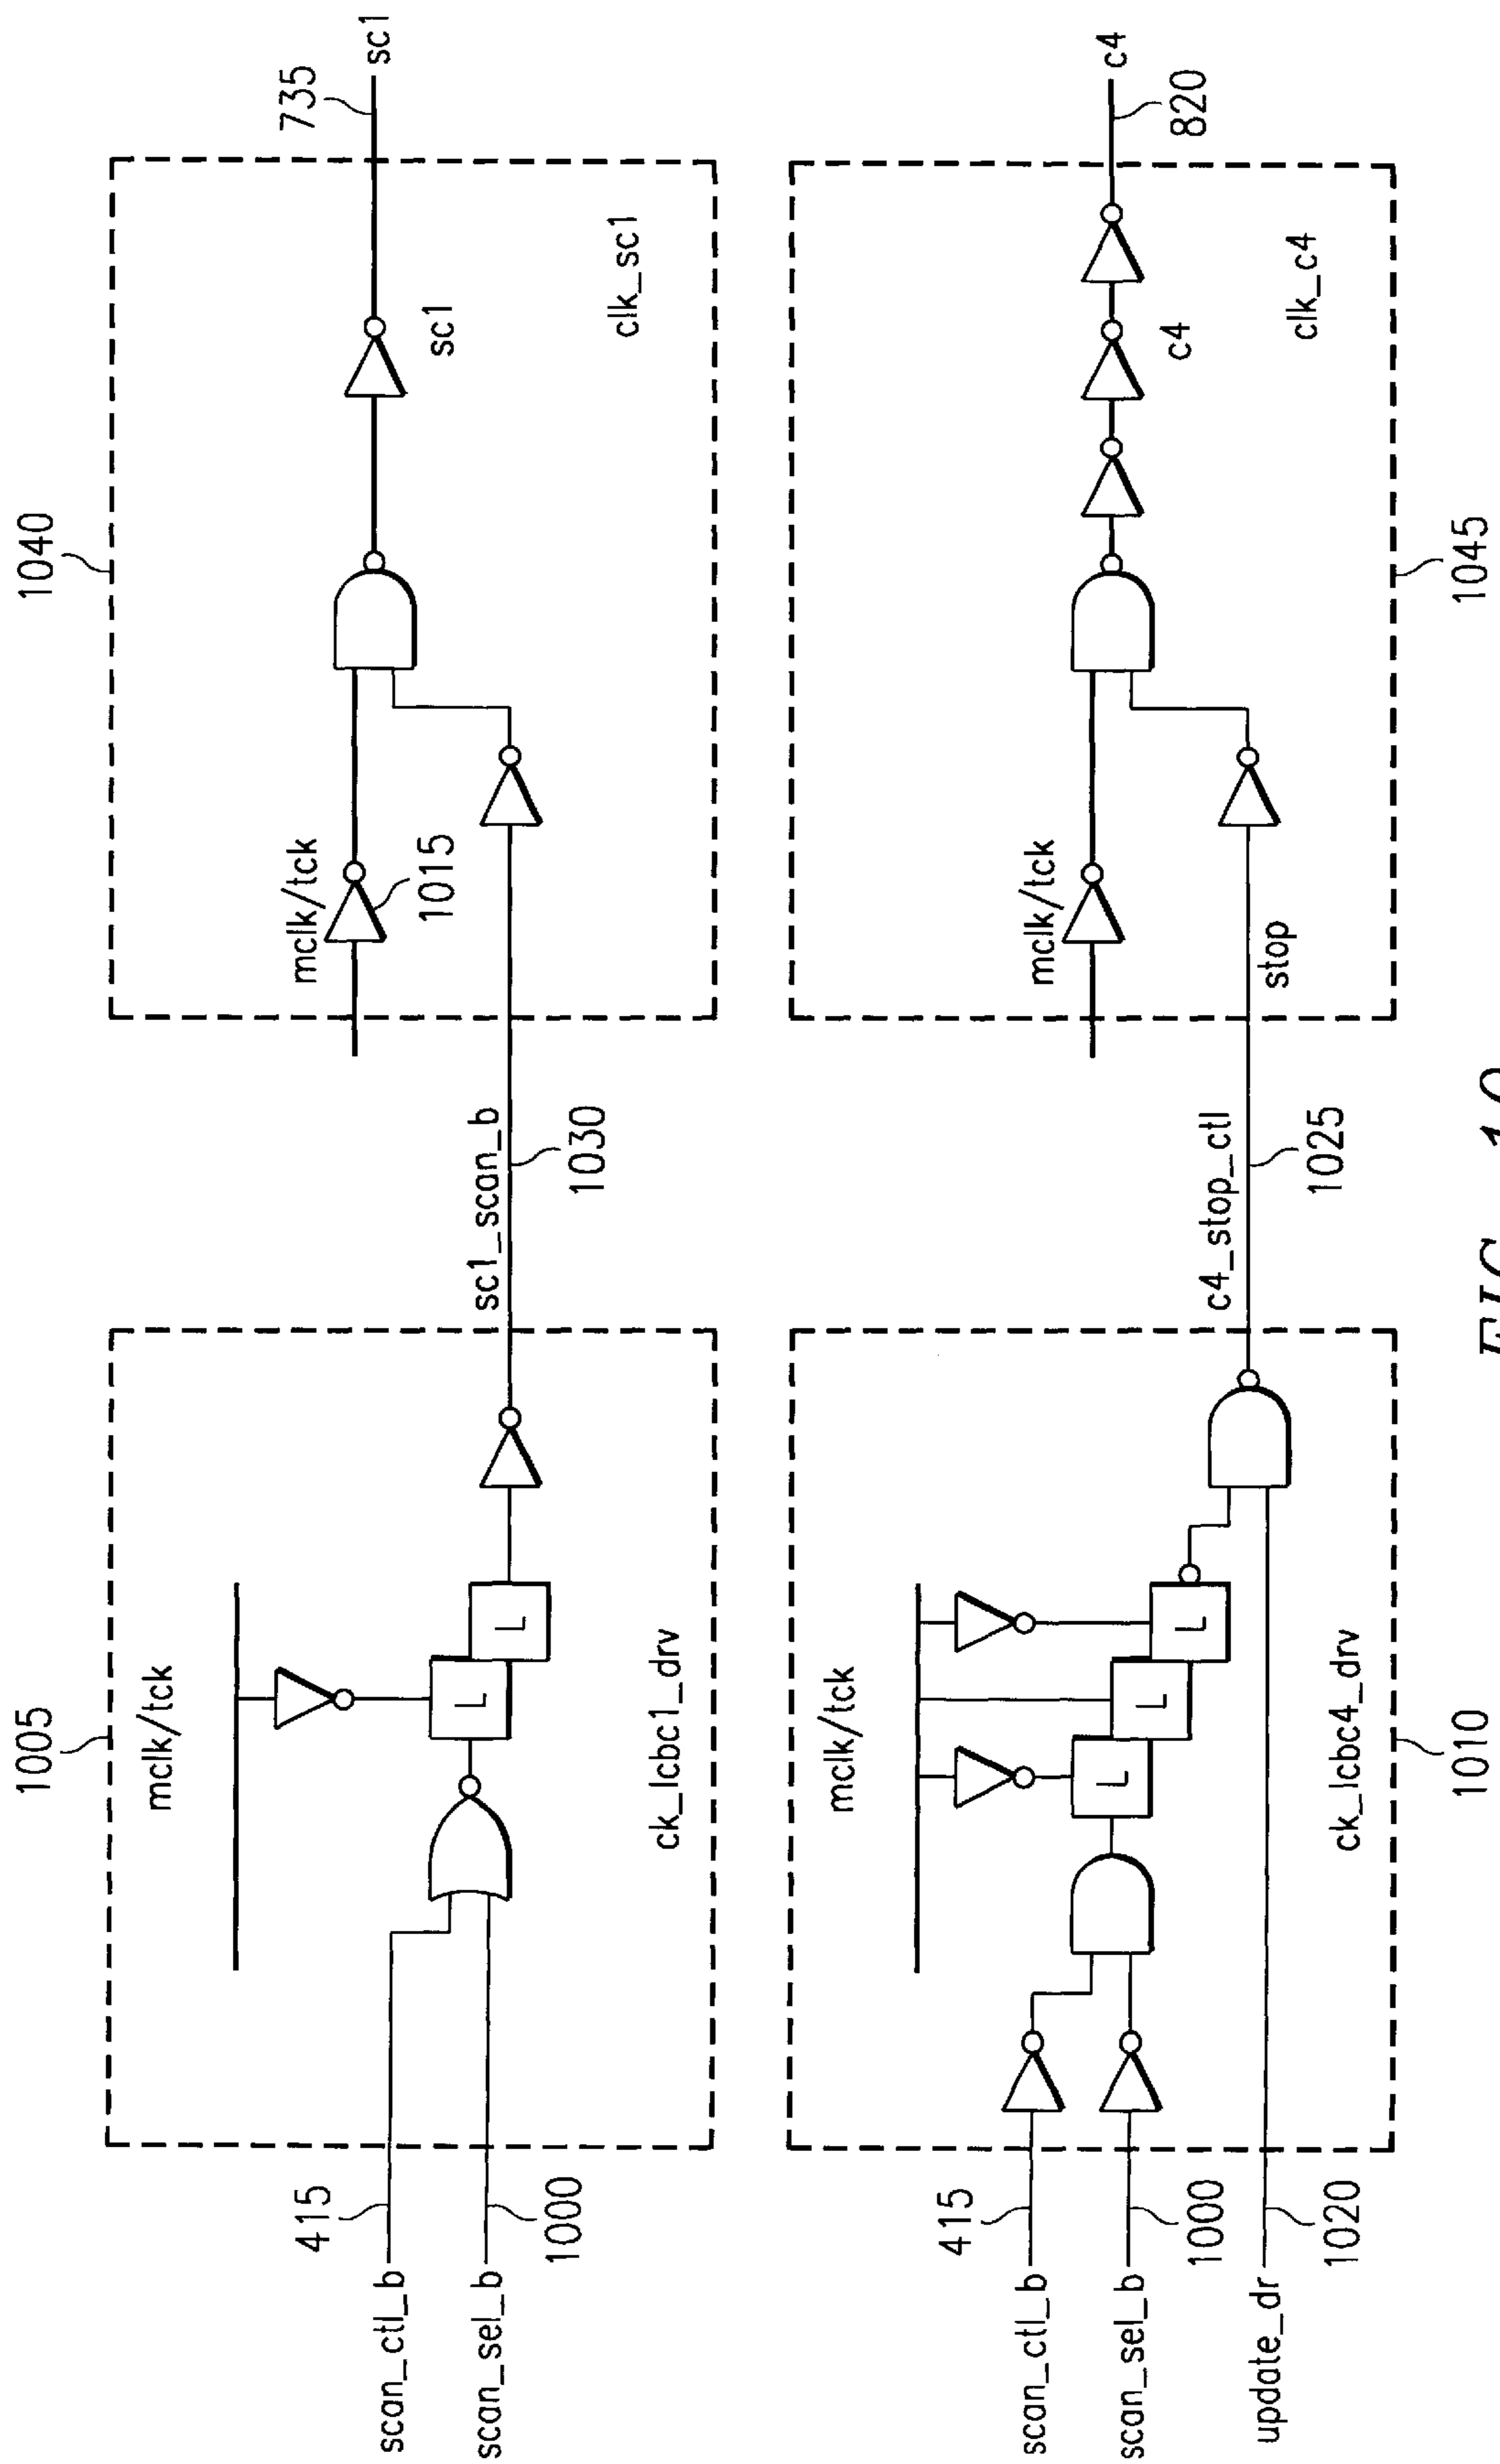 1005
mclk/tck
415
scan_ctl_b
scan_sel_b
1000
ck_lcbc1_drv
sc1_scan_b
1030
1040
mclk/tck
1015
sc1
clk_sc1
735
sc1
mclk/tck
415
scan_ctl_b
scan_sel_b
1000
update_dr
1020
ck_lcbc4_drv
1010
L
L
L
L
L
c4_stop_ctl
1025
mclk/tck
stop
c4
clk_c4
1045
c4
820